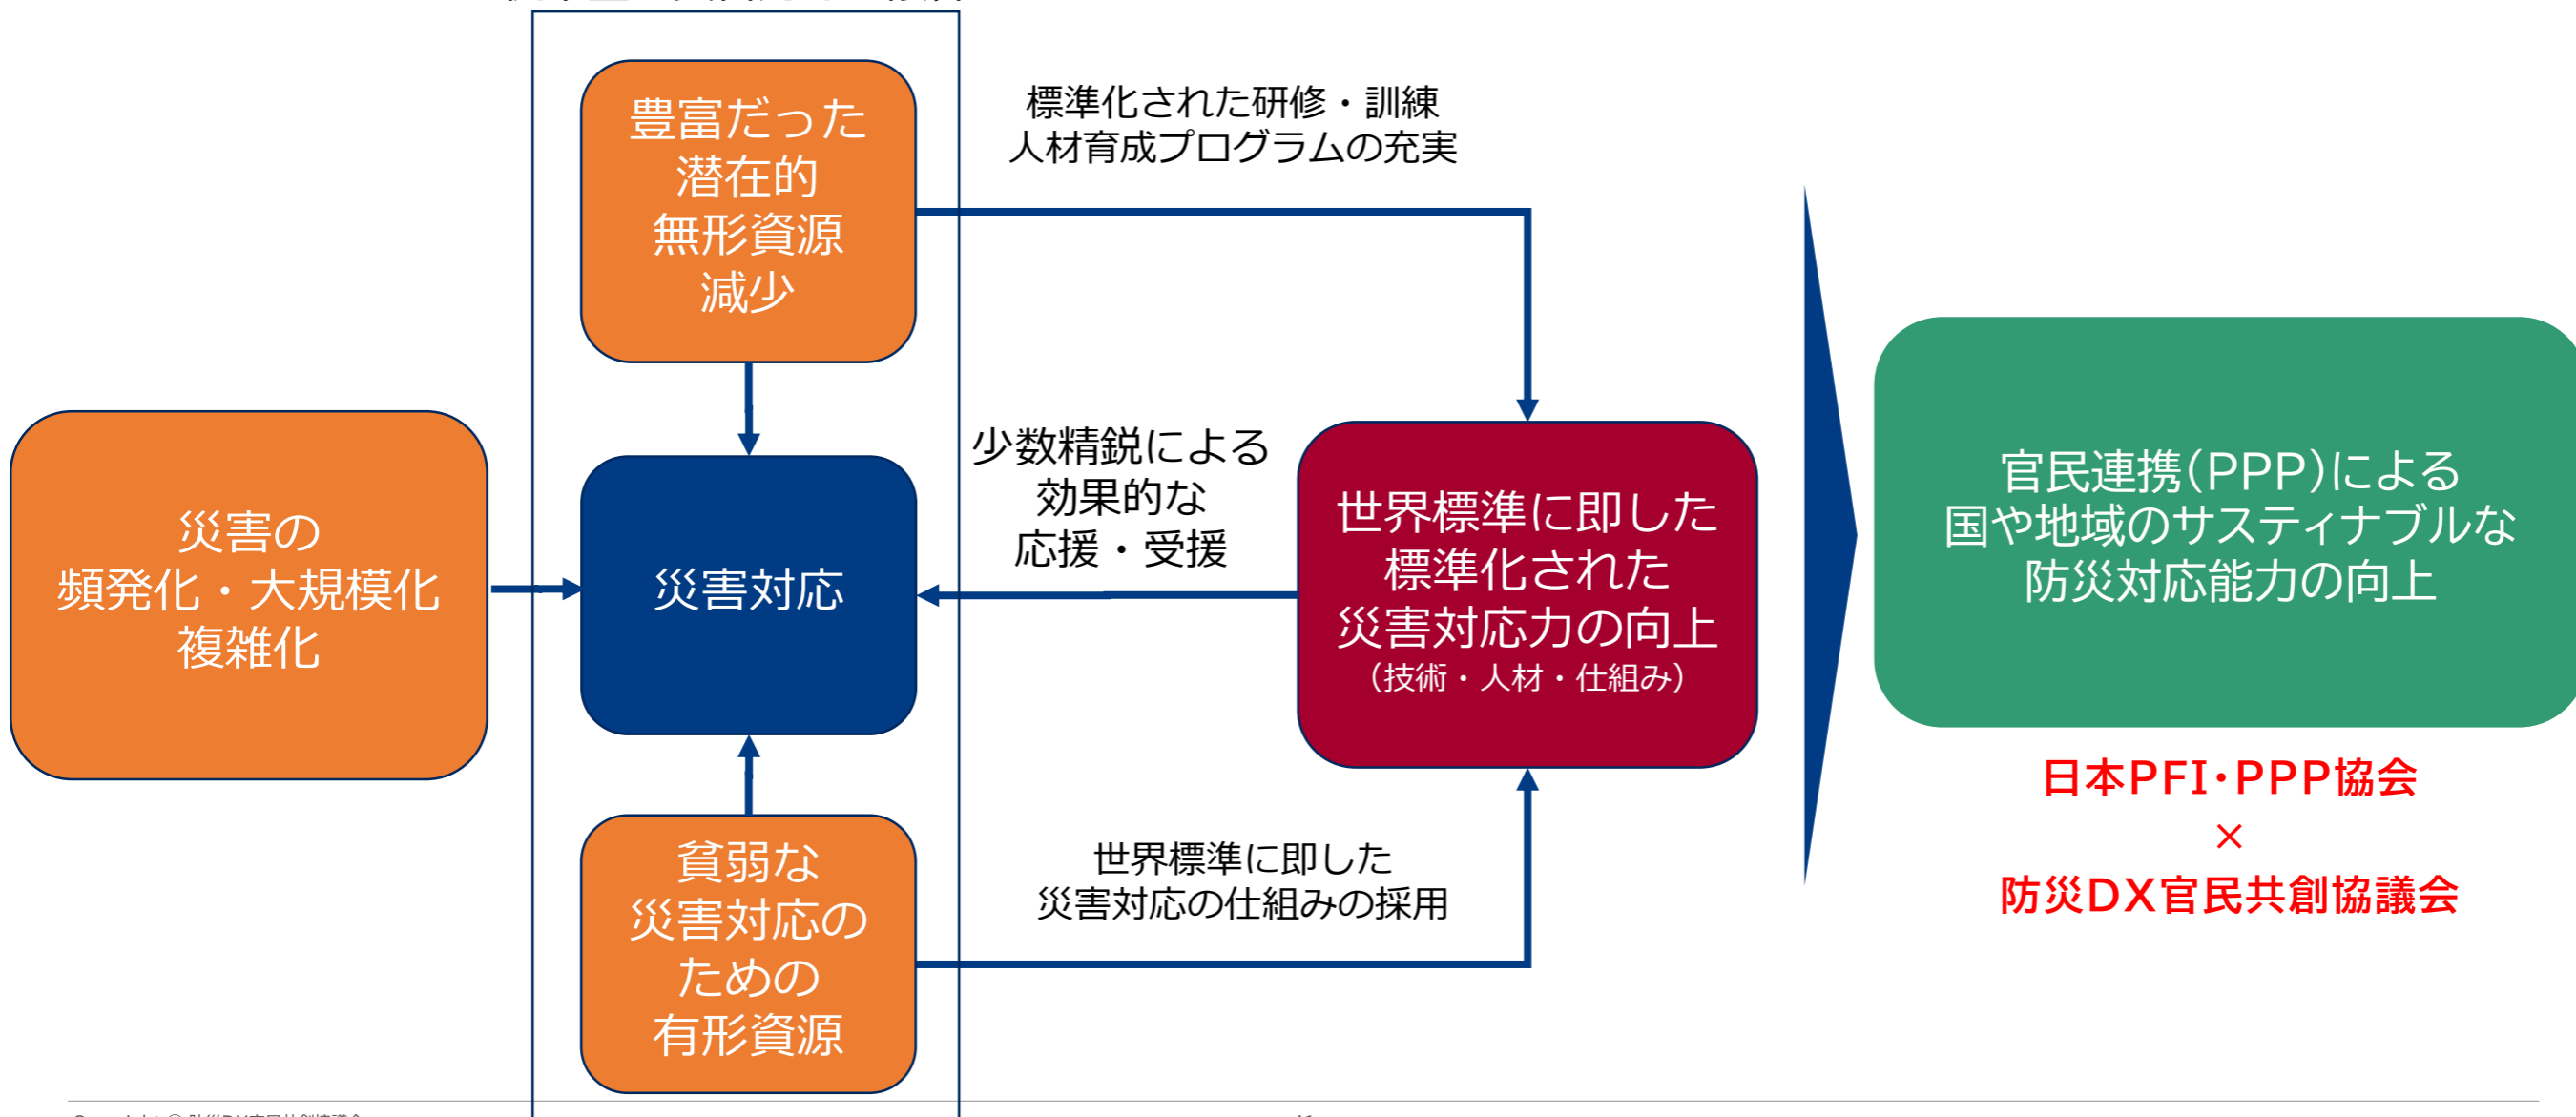 豊富だった
潜在的
無形資源
減少
標準化された研修・訓練
人材育成プログラムの充実
災害の
頻発化・大規模化
複雑化
災害対応
少数精鋭による
効果的な
応援・受援
世界標準に即した
標準化された
災害対応力の向上
（技術・人材・仕組み）
官民連携(PPP)による
国や地域のサスティナブルな
防災対応能力の向上
日本PFI・PPP協会
×
防災DX官民共創協議会
貧弱な
災害対応の
ための
有形資源
世界標準に即した
災害対応の仕組みの採用